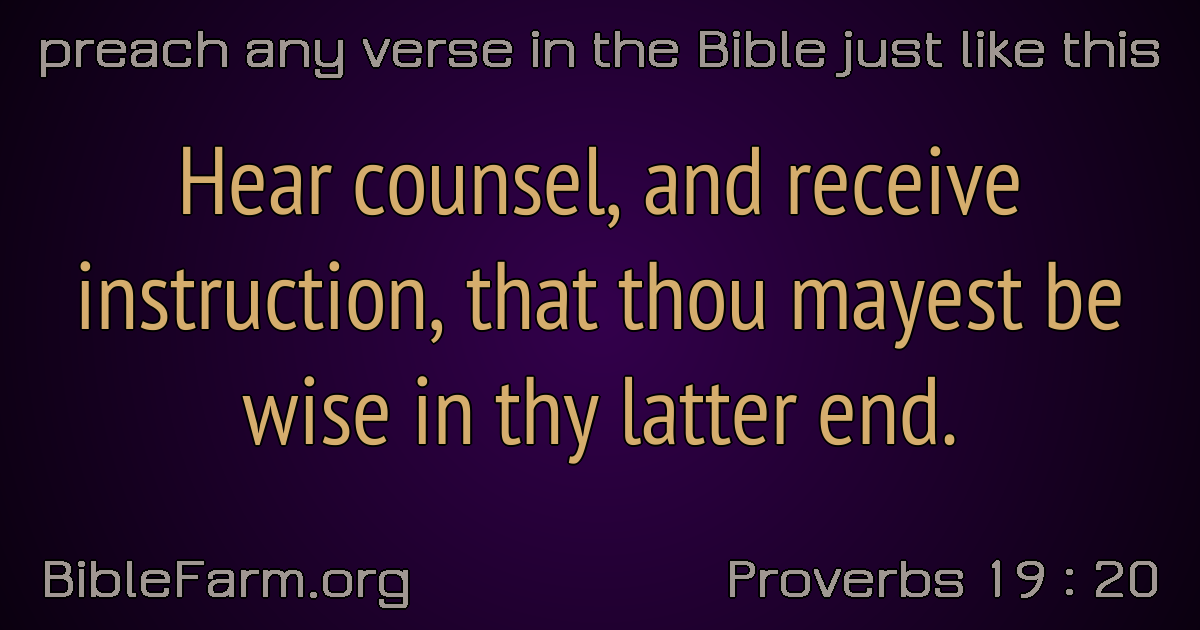 preach any verse in the Bible just like this
Hear counsel, and receive
instruction, that thou mayest be
wise in thy latter end.
BibleFarm.org
Proverbs 19 : 20